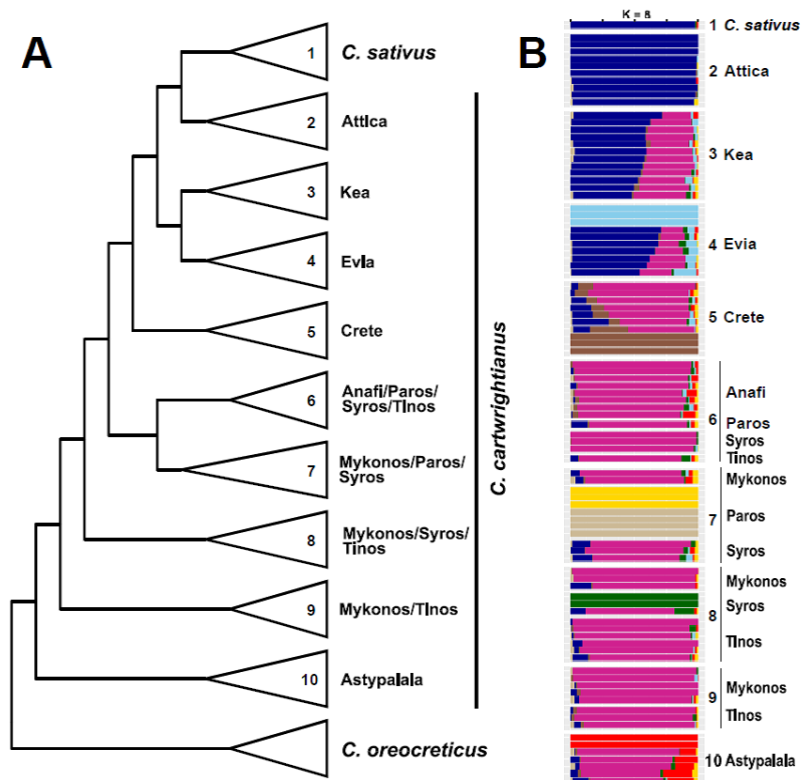 A
1
C. sativus
2
Attica
3
Kea
4
Evia
5
Crete
6
Anafi/Paros/
Syros/Tinos
7
Mykonos/Paros/
Syros
8
Mykonos/Syros/
Tinos
9
Mykonos/Tinos
10
Astypalaia
C. oreocreticus
C. cartwrightianus
B
K = 8
1 C. sativus
2 Attica
3 Kea
4 Evia
5 Crete
6
Anafi
Paros
Syros
Tinos
7
Mykonos
Paros
Syros
8
Mykonos
Syros
Tinos
9
Mykonos
Tinos
10 Astypalaia